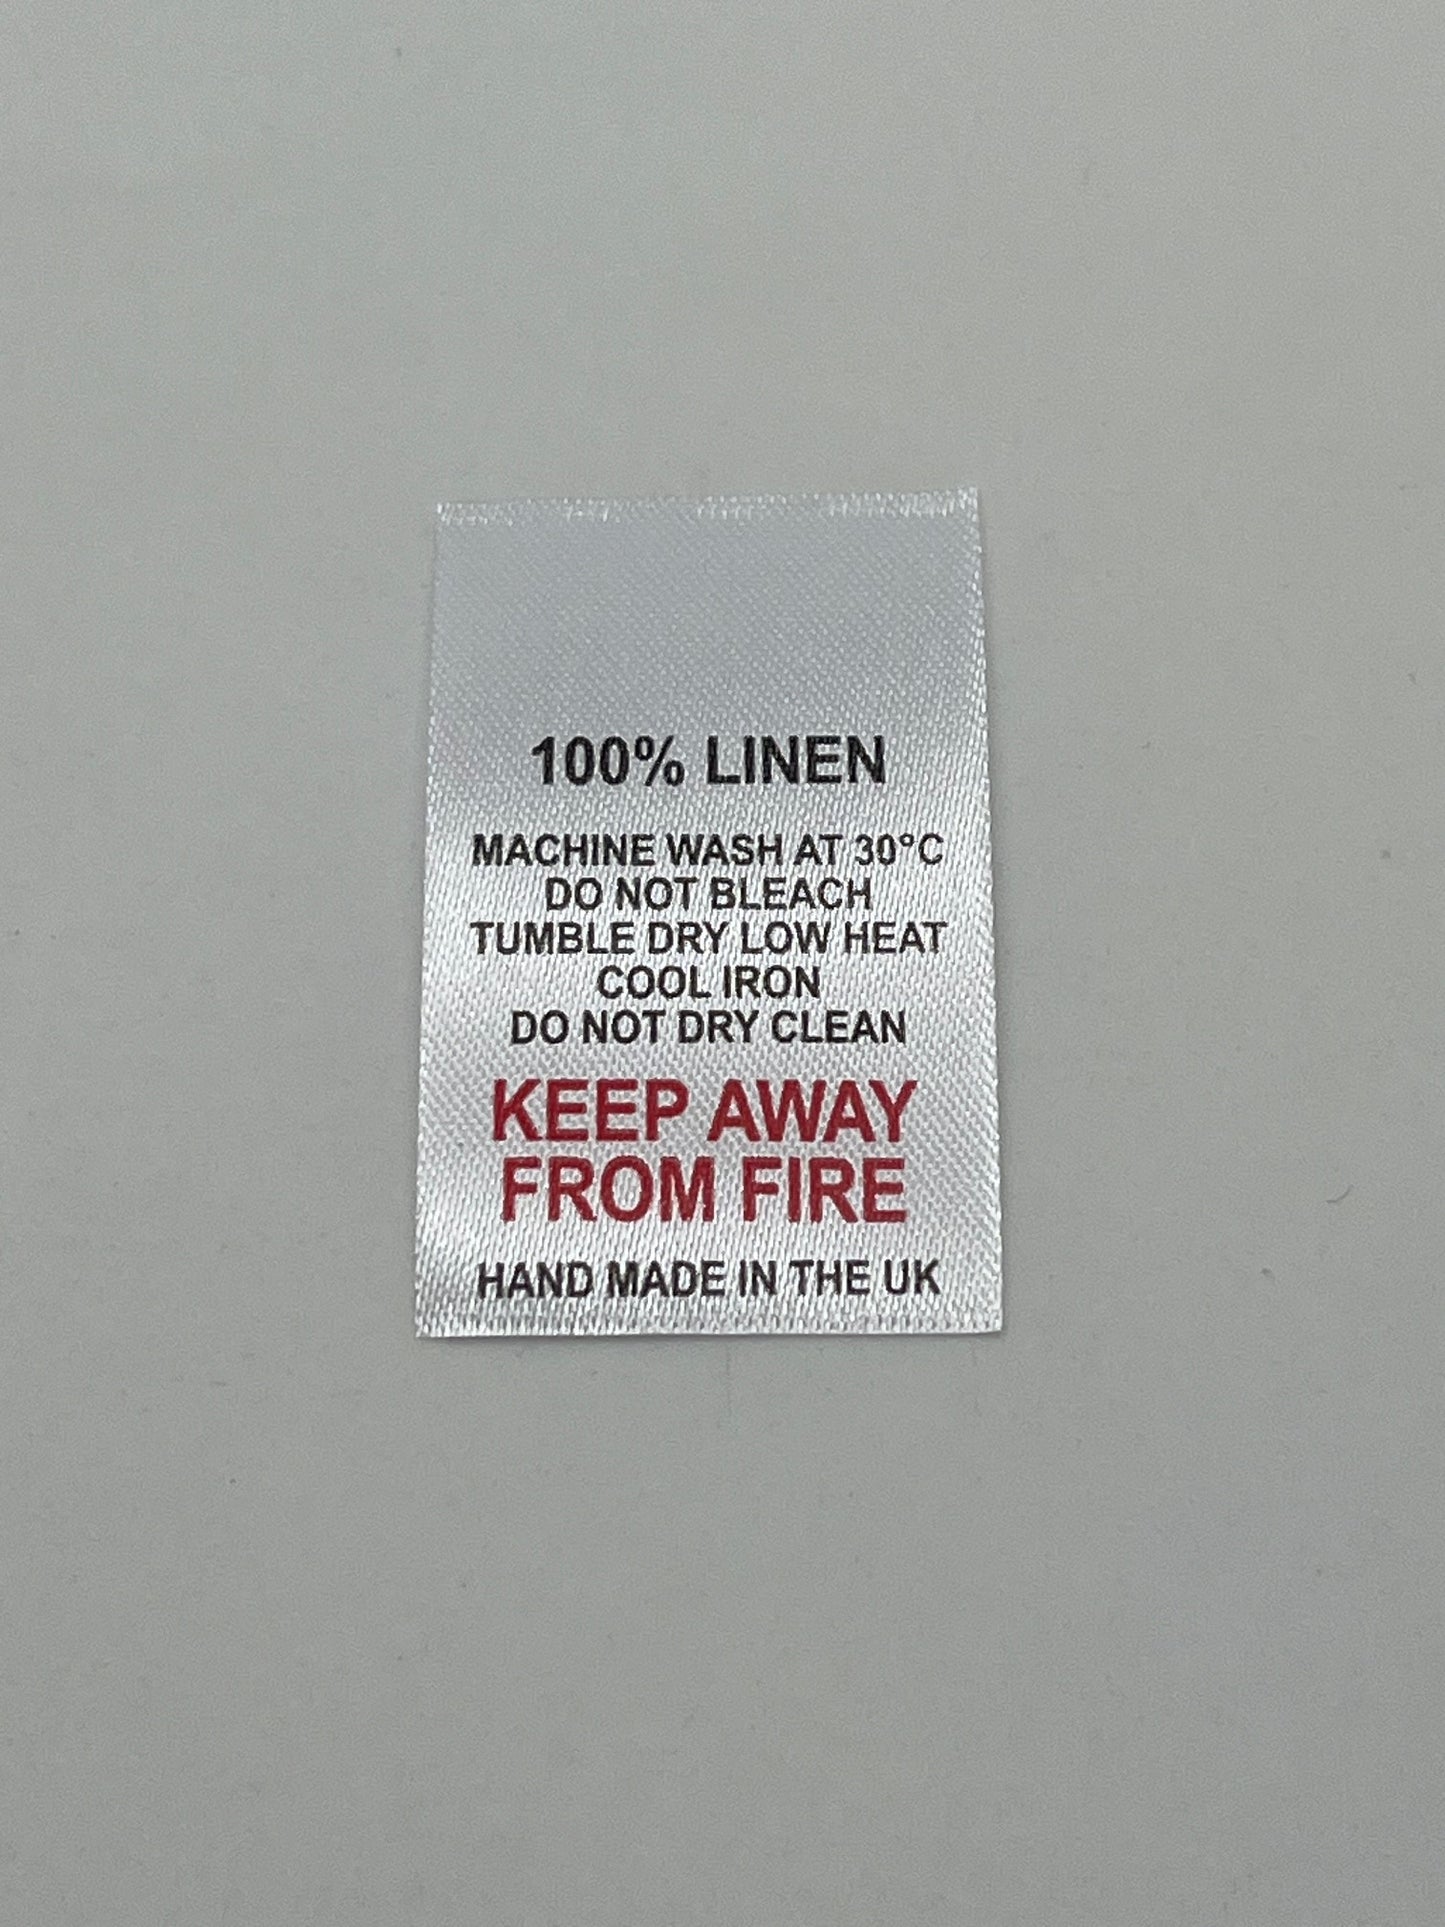 100% LINEN
MACHINE WASH AT 30°C
DO NOT BLEACH
TUMBLE DRY LOW HEAT
COOL IRON
DO NOT DRY CLEAN
KEEP AWAY
FROM FIRE
HAND MADE IN THE UK